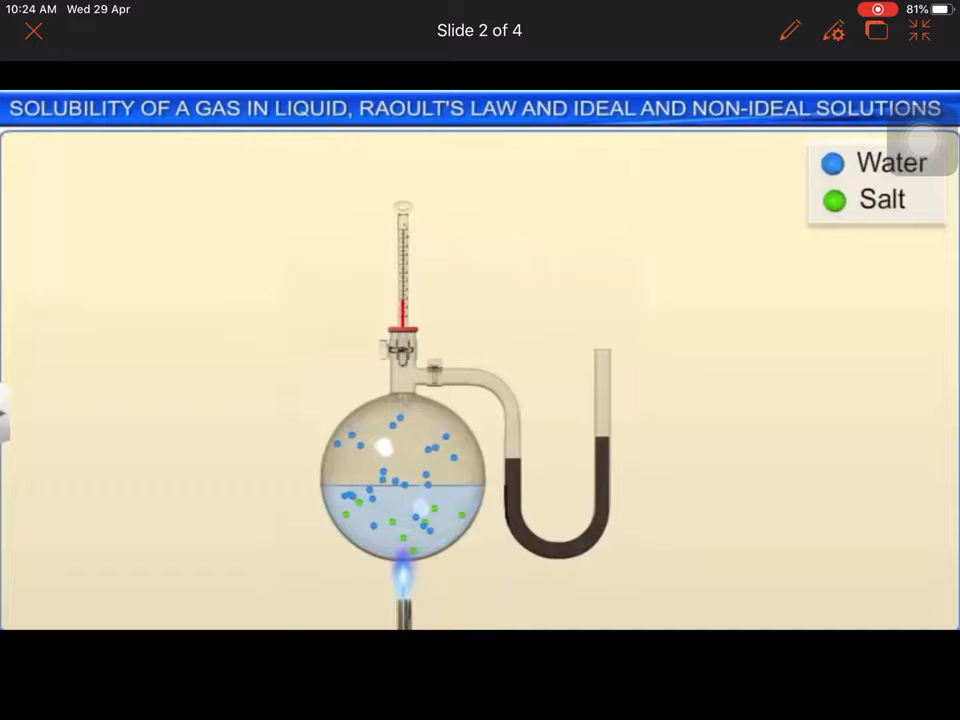 10:24 AM Wed 29 Apr
81%
Slide 2 of 4
SOLUBILITY OF A GAS IN LIQUID, RAOULT'S LAW AND IDEAL AND NON-IDEAL SOLUTIONS
Water
Salt